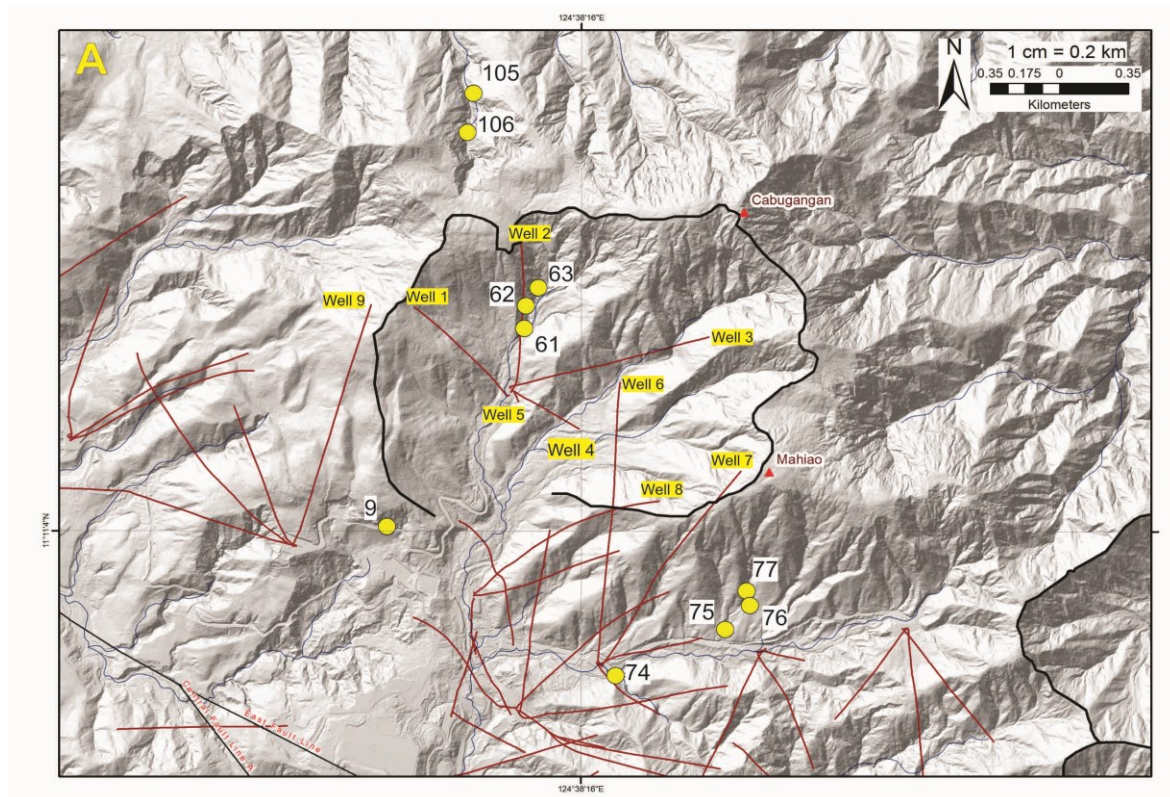 124°38'16"E
A
N
1 cm = 0.2 km
0.35 0.175 0 0.35
Kilometers
105
106
Cabugangan
Well 2
63
62
Well 1
Well 9
61
Well 3
Well 6
Well 5
Well 4
Mahiao
Well 7
Well 8
9
11°11'4"N
77
75
76
74
Central Fault Line
East Fault Line
124°38'16"E